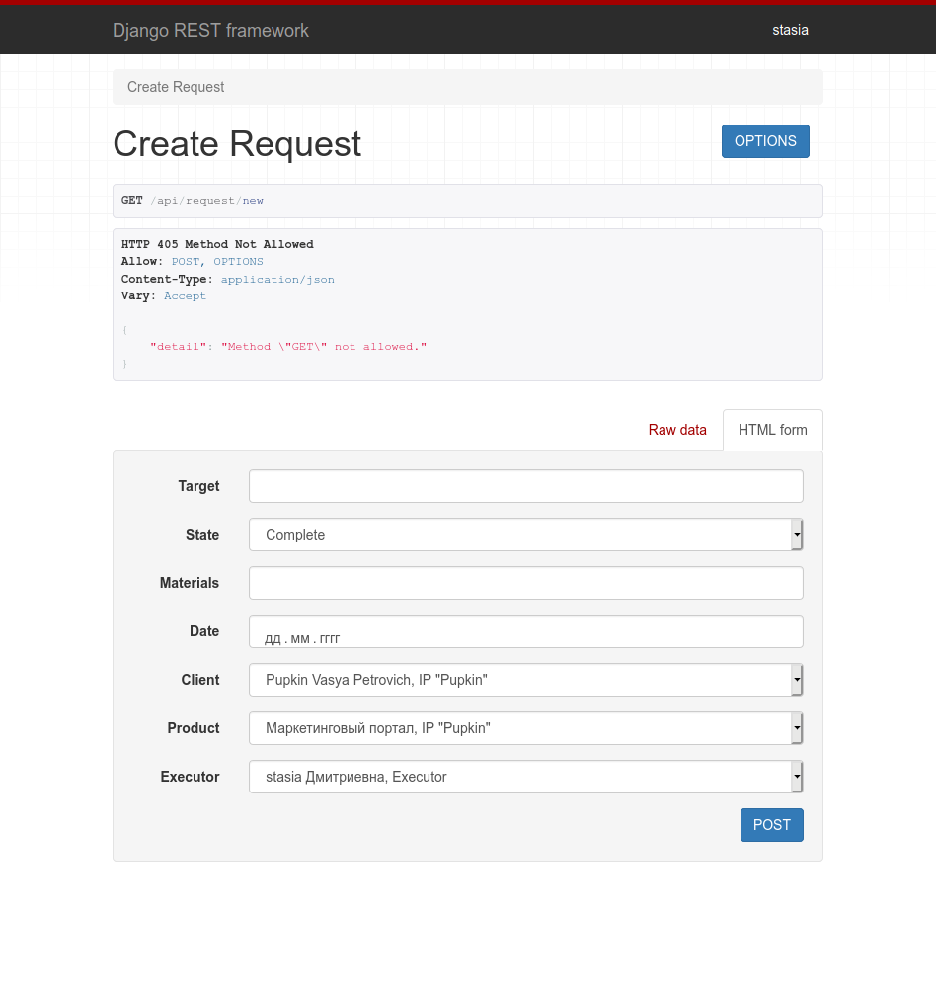 Django REST framework
stasia
Create Request
Create Request
OPTIONS
GET /api/request/new
HTTP 405 Method Not Allowed
Allow: POST, OPTIONS
Content-Type: application/json
Vary: Accept
{
"detail": "Method \"GET\" not allowed."
}
Raw data
HTML form
Target
State Complete
Materials
Date дд . мм . гггг
Client Pupkin Vasya Petrovich, IP "Pupkin"
Product Маркетинговый портал, IP "Pupkin"
Executor stasia Дмитриевна, Executor
POST